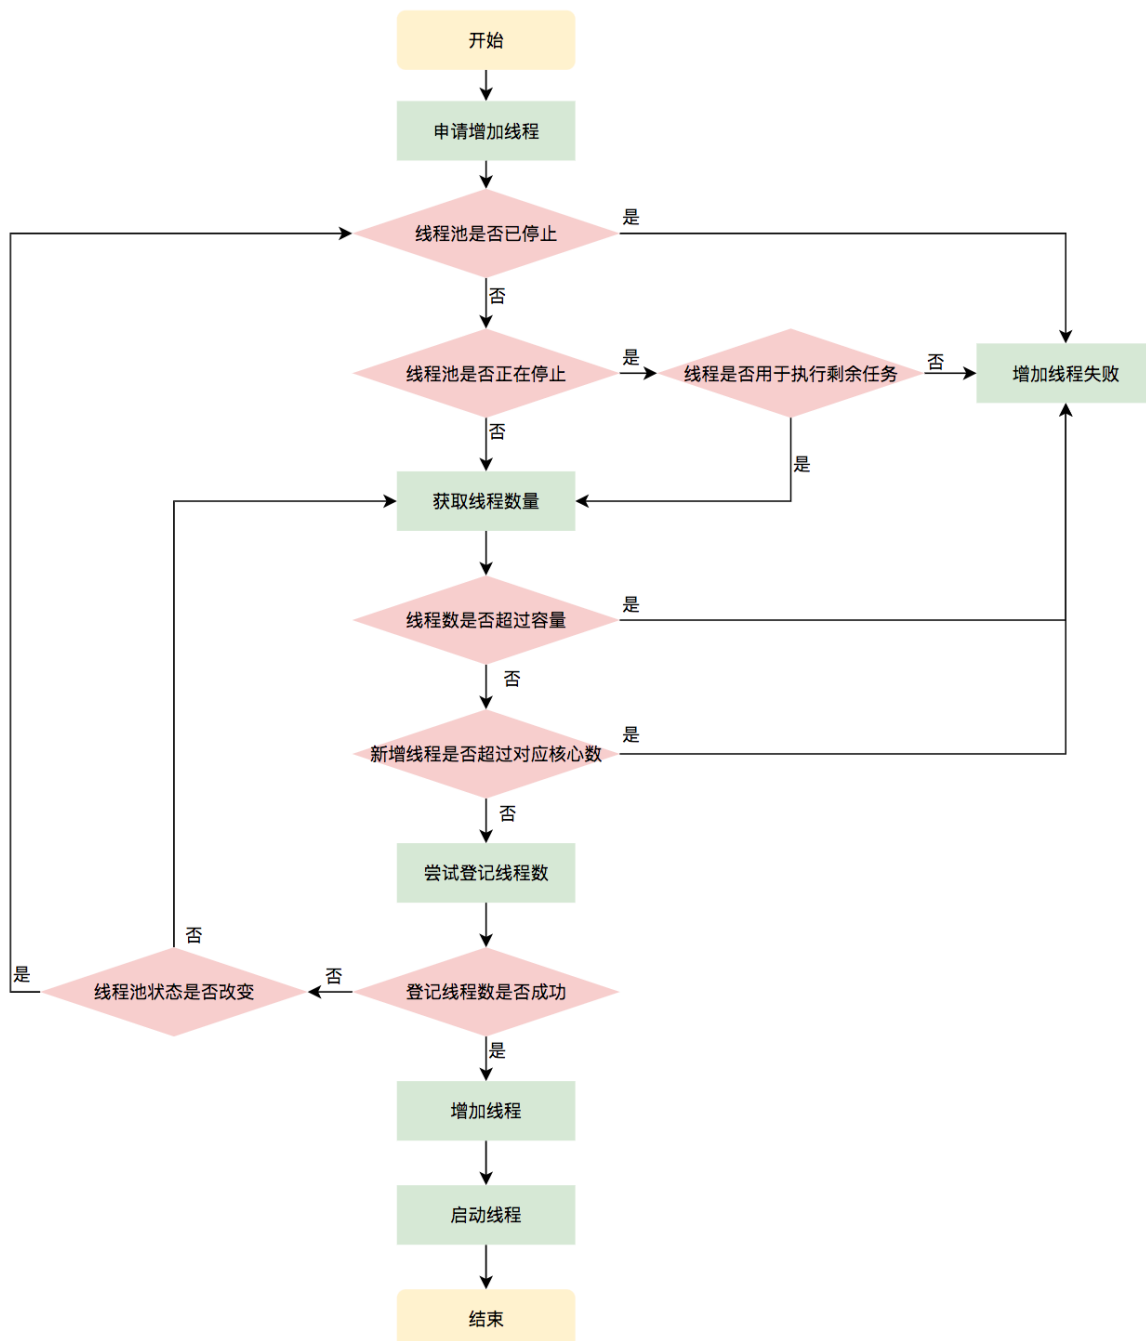 开始
申请增加线程
线程池是否已停止
是
否
线程池是否正在停止
是
线程是否用于执行剩余任务
否
增加线程失败
否
是
获取线程数量
线程数是否超过容量
是
否
新增线程是否超过对应核心数
是
否
尝试登记线程数
否
登记线程数是否成功
否
线程池状态是否改变
是
是
增加线程
启动线程
结束